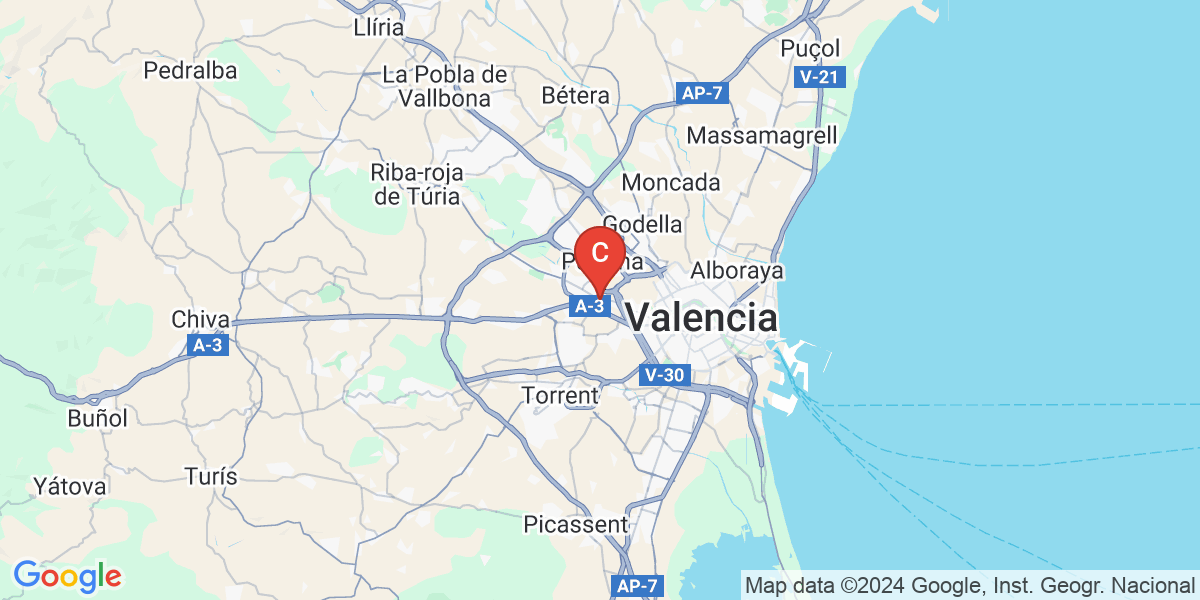 Llíria
Puçol
Pedralba
La Pobla de
Vallbona
V-21
Bétera
AP-7
Massamagrell
Riba-roja
de Túria
Moncada
Godella
C
Alboraya
A-3
Valencia
Chiva
A-3
V-30
Torrent
Buñol
Turís
Yátova
Picassent
Google
AP-7
Map data ©2024 Google, Inst. Geogr. Nacional